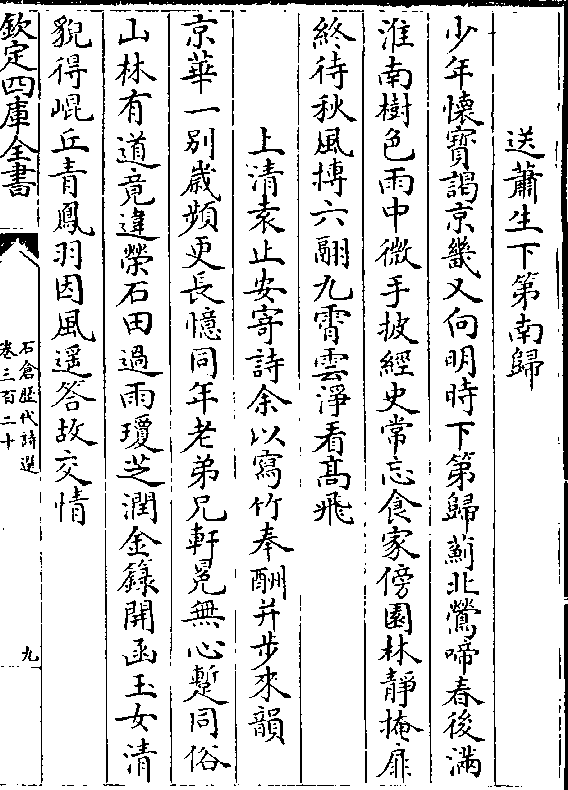 送蕭生下第南歸
少年懷寶謁京畿又向明時下第歸薊北鶯啼春後滿
淮南樹色雨中微手披經史常忘食家傍園林靜掩扉
終待秋風搏六翮九霄雲淨看髙飛
上清袁止安寄詩余以寫竹奉酬并步來韻
京華一别嵗頻更長憶同年老弟兄軒冕無心蹔同俗
山林有道竟違榮石田過雨瓊芝潤金籙開函玉女清
貌得崐丘青鳳羽因風遥答故交情
欽定四庫全書
石倉歴代詩選
卷三百二十
九